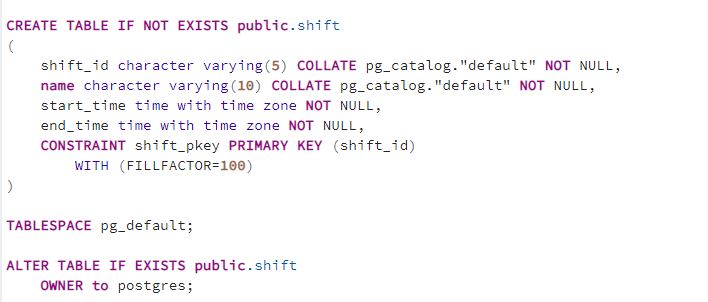 CREATE TABLE IF NOT EXISTS public.shift
(
    shift_id character varying(5) COLLATE pg_catalog."default" NOT NULL,
    name character varying(10) COLLATE pg_catalog."default" NOT NULL,
    start_time time with time zone NOT NULL,
    end_time time with time zone NOT NULL,
    CONSTRAINT shift_pkey PRIMARY KEY (shift_id)
        WITH (FILLFACTOR=100)
)
TABLESPACE pg_default;
ALTER TABLE IF EXISTS public.shift
    OWNER to postgres;